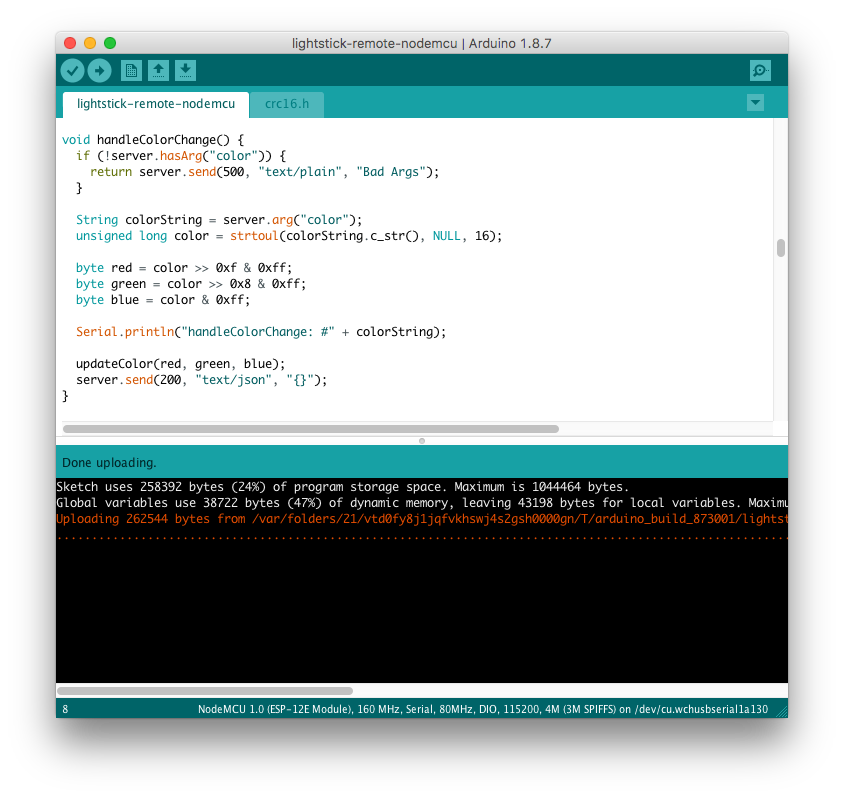 lightstick-remote-nodemcu | Arduino 1.8.7
lightstick-remote-nodemcu crc16.h
void handleColorChange() {
  if (!server.hasArg("color")) {
    return server.send(500, "text/plain", "Bad Args");
  }
  String colorString = server.arg("color");
  unsigned long color = strtoul(colorString.c_str(), NULL, 16);
  byte red = color >> 0xf & 0xff;
  byte green = color >> 0x8 & 0xff;
  byte blue = color & 0xff;
  Serial.println("handleColorChange: #" + colorString);
  updateColor(red, green, blue);
  server.send(200, "text/json", "{}");
}
Done uploading.
Sketch uses 258392 bytes (24%) of program storage space. Maximum is 1044464 bytes.
Global variables use 38722 bytes (47%) of dynamic memory, leaving 43198 bytes for local variables. Maximu
Uploading 262544 bytes from /var/folders/21/vtd0fy8j1jqfvkhswj4s2gsh0000gn/T/arduino_build_873001/lightst
........................................................................................................
8 NodeMCU 1.0 (ESP-12E Module), 160 MHz, Serial, 80MHz, DIO, 115200, 4M (3M SPIFFS) on /dev/cu.wchusbserial1a130